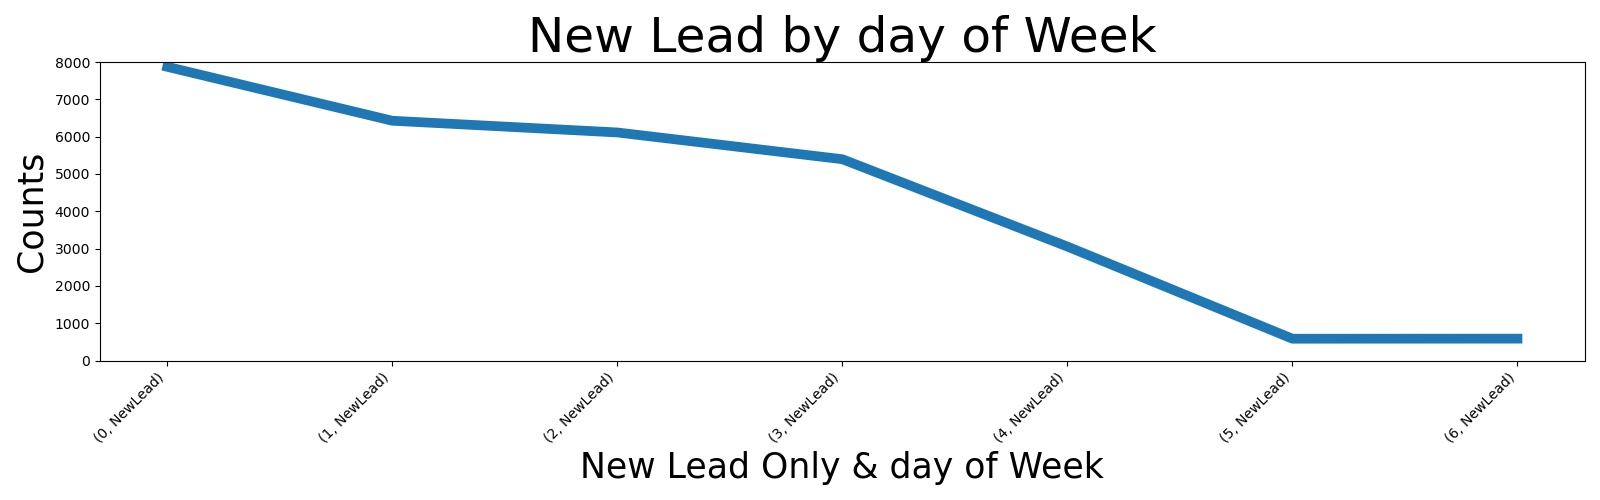 New Lead by day of Week
8000
7000
6000
5000
4000
3000
2000
1000
0
Counts
(0, NewLead)
(1, NewLead)
(2, NewLead)
(3, NewLead)
(4, NewLead)
(5, NewLead)
(6, NewLead)
New Lead Only & day of Week